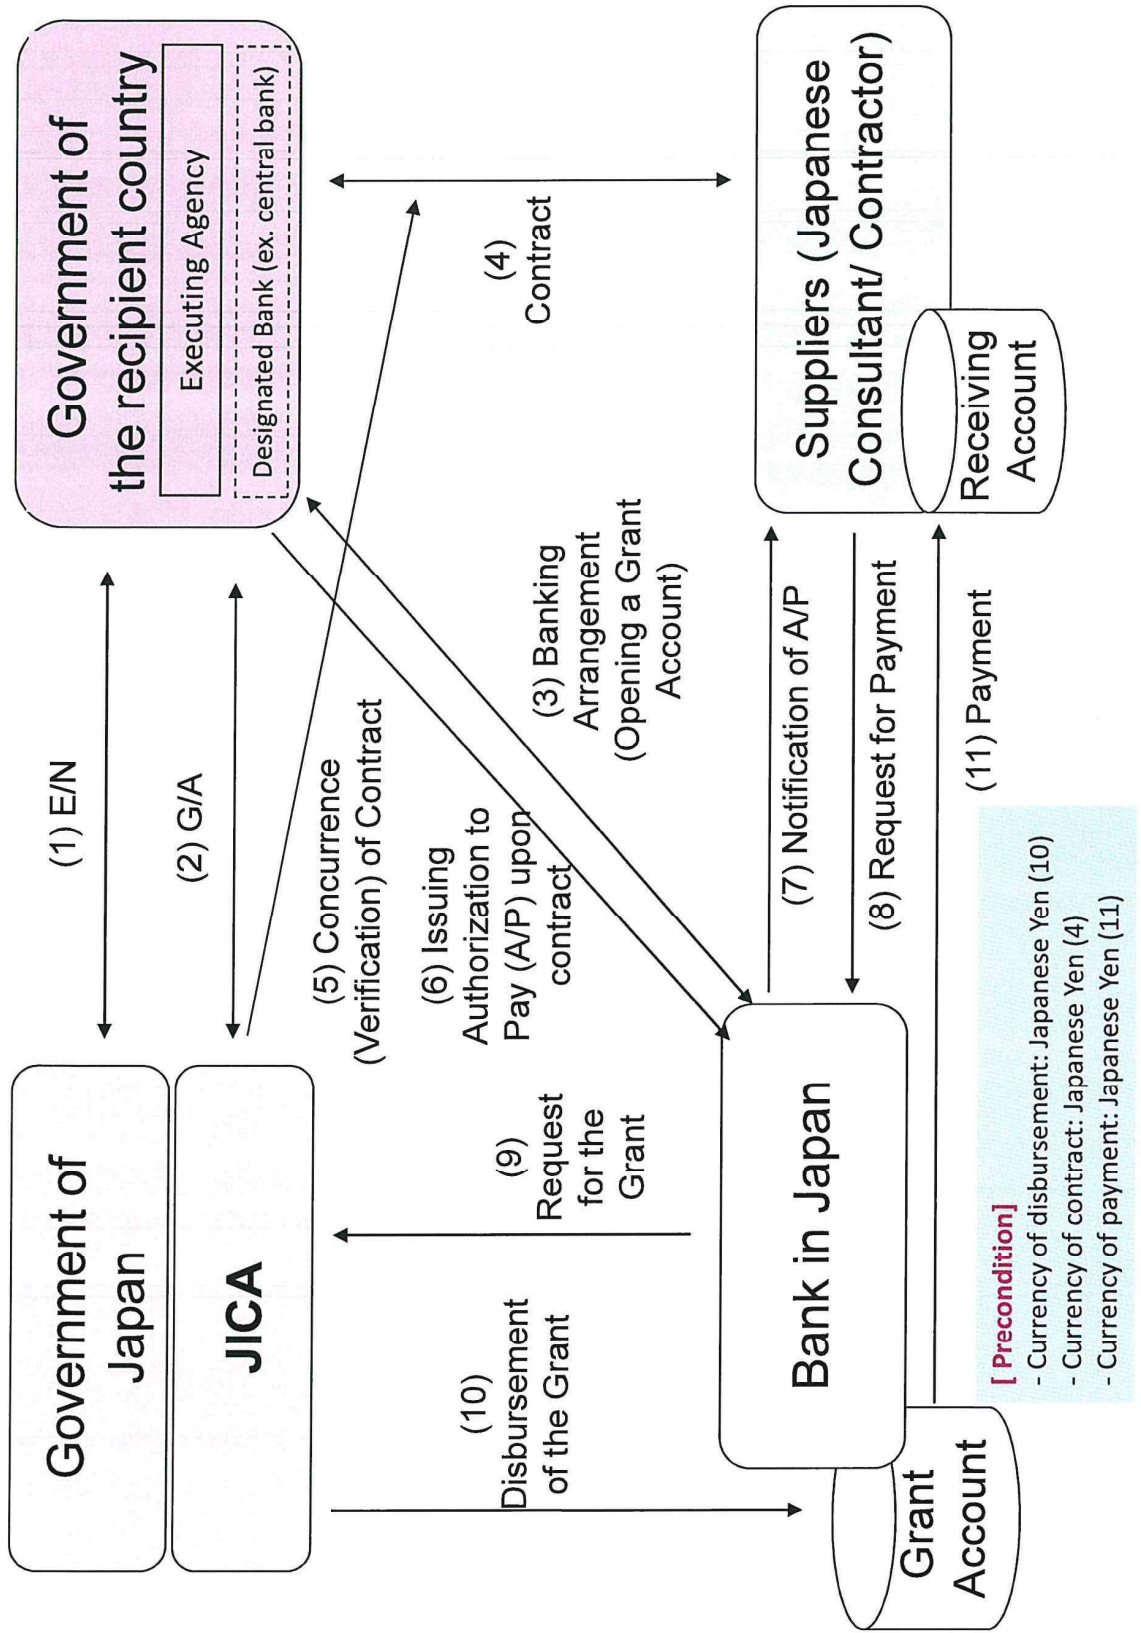 Government of
Japan
JICA
(1) E/N
(2) G/A
Government of
the recipient country
Executing Agency
Designated Bank (ex. central bank)
(5) Concurrence
(Verification) of Contract
(6) Issuing
Authorization to
Pay (A/P) upon
contract
(3) Banking
Arrangement
(Opening a Grant
Account)
(4)
Contract
(10)
Disbursement
of the Grant
(9)
Request
for the
Grant
Bank in Japan
Grant
Account
(7) Notification of A/P
(8) Request for Payment
(11) Payment
Suppliers (Japanese
Consultant/ Contractor)
Receiving
Account
[ Precondition]
- Currency of disbursement: Japanese Yen (10)
- Currency of contract: Japanese Yen (4)
- Currency of payment: Japanese Yen (11)